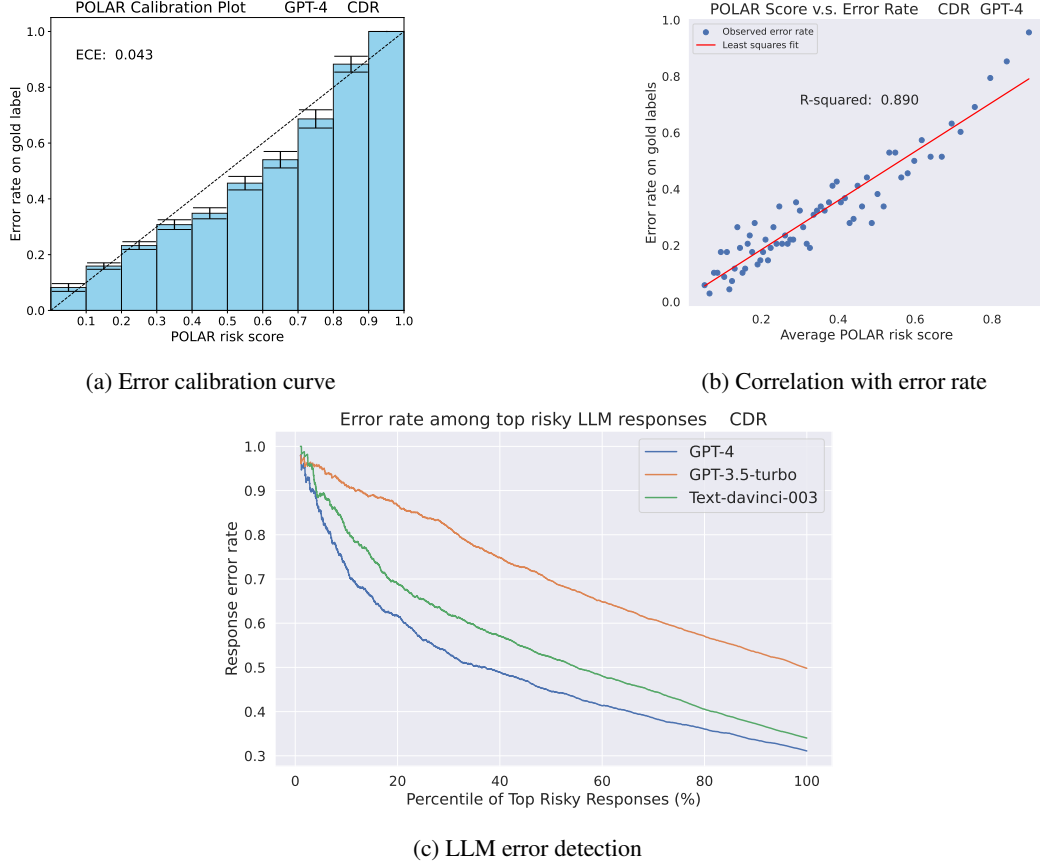 POLAR Calibration Plot GPT-4 CDR
ECE: 0.043
Error rate on gold label
1.0
0.8
0.6
0.4
0.2
0.0
0.1 0.2 0.3 0.4 0.5 0.6 0.7 0.8 0.9 1.0
POLAR risk score
(a) Error calibration curve
POLAR Score v.s. Error Rate CDR GPT-4
Observed error rate
Least squares fit
R-squared: 0.890
Error rate on gold labels
1.0
0.8
0.6
0.4
0.2
0.0
0.2 0.4 0.6 0.8
Average POLAR risk score
(b) Correlation with error rate
Error rate among top risky LLM responses CDR
GPT-4
GPT-3.5-turbo
Text-davinci-003
Response error rate
1.0
0.9
0.8
0.7
0.6
0.5
0.4
0.3
0 20 40 60 80 100
Percentile of Top Risky Responses (%)
(c) LLM error detection